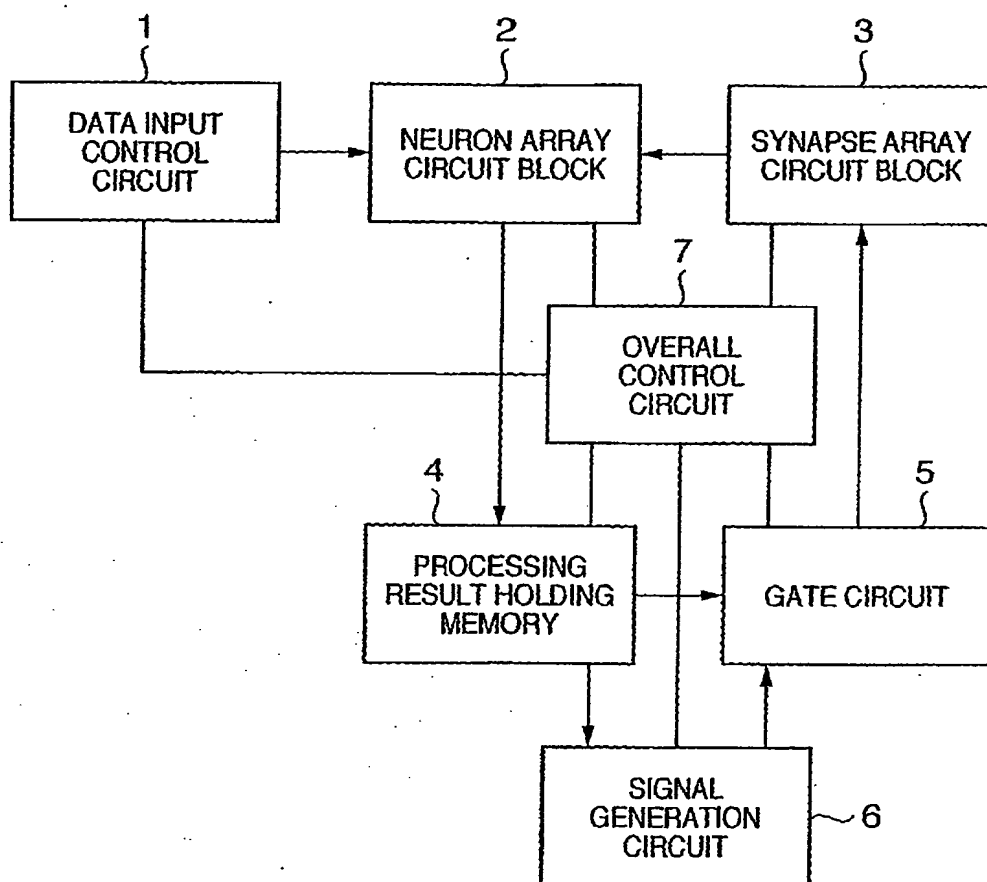 1
2
3
DATA INPUT
CONTROL
CIRCUIT
NEURON ARRAY
CIRCUIT BLOCK
SYNAPSE ARRAY
CIRCUIT BLOCK
7
OVERALL
CONTROL
CIRCUIT
4
5
PROCESSING
RESULT HOLDING
MEMORY
GATE CIRCUIT
SIGNAL
GENERATION
CIRCUIT
6